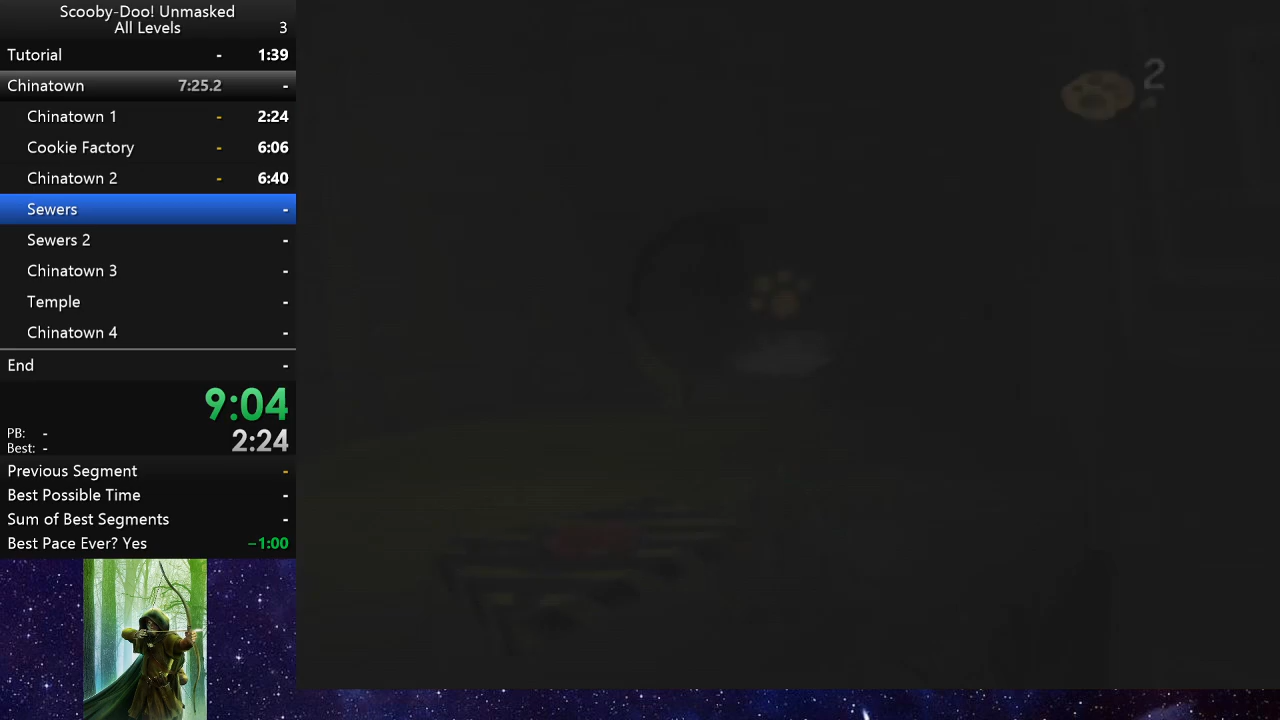 Scooby-Doo! Unmasked
All Levels 3
Tutorial - 1:39
Chinatown 7:25.2 -
Chinatown 1 - 2:24
Cookie Factory - 6:06
Chinatown 2 - 6:40
Sewers -
Sewers 2 -
Chinatown 3 -
Temple -
Chinatown 4 -
End -
9:04
PB: -
Best: - 2:24
Previous Segment -
Best Possible Time -
Sum of Best Segments -
Best Pace Ever? Yes −1:00
2